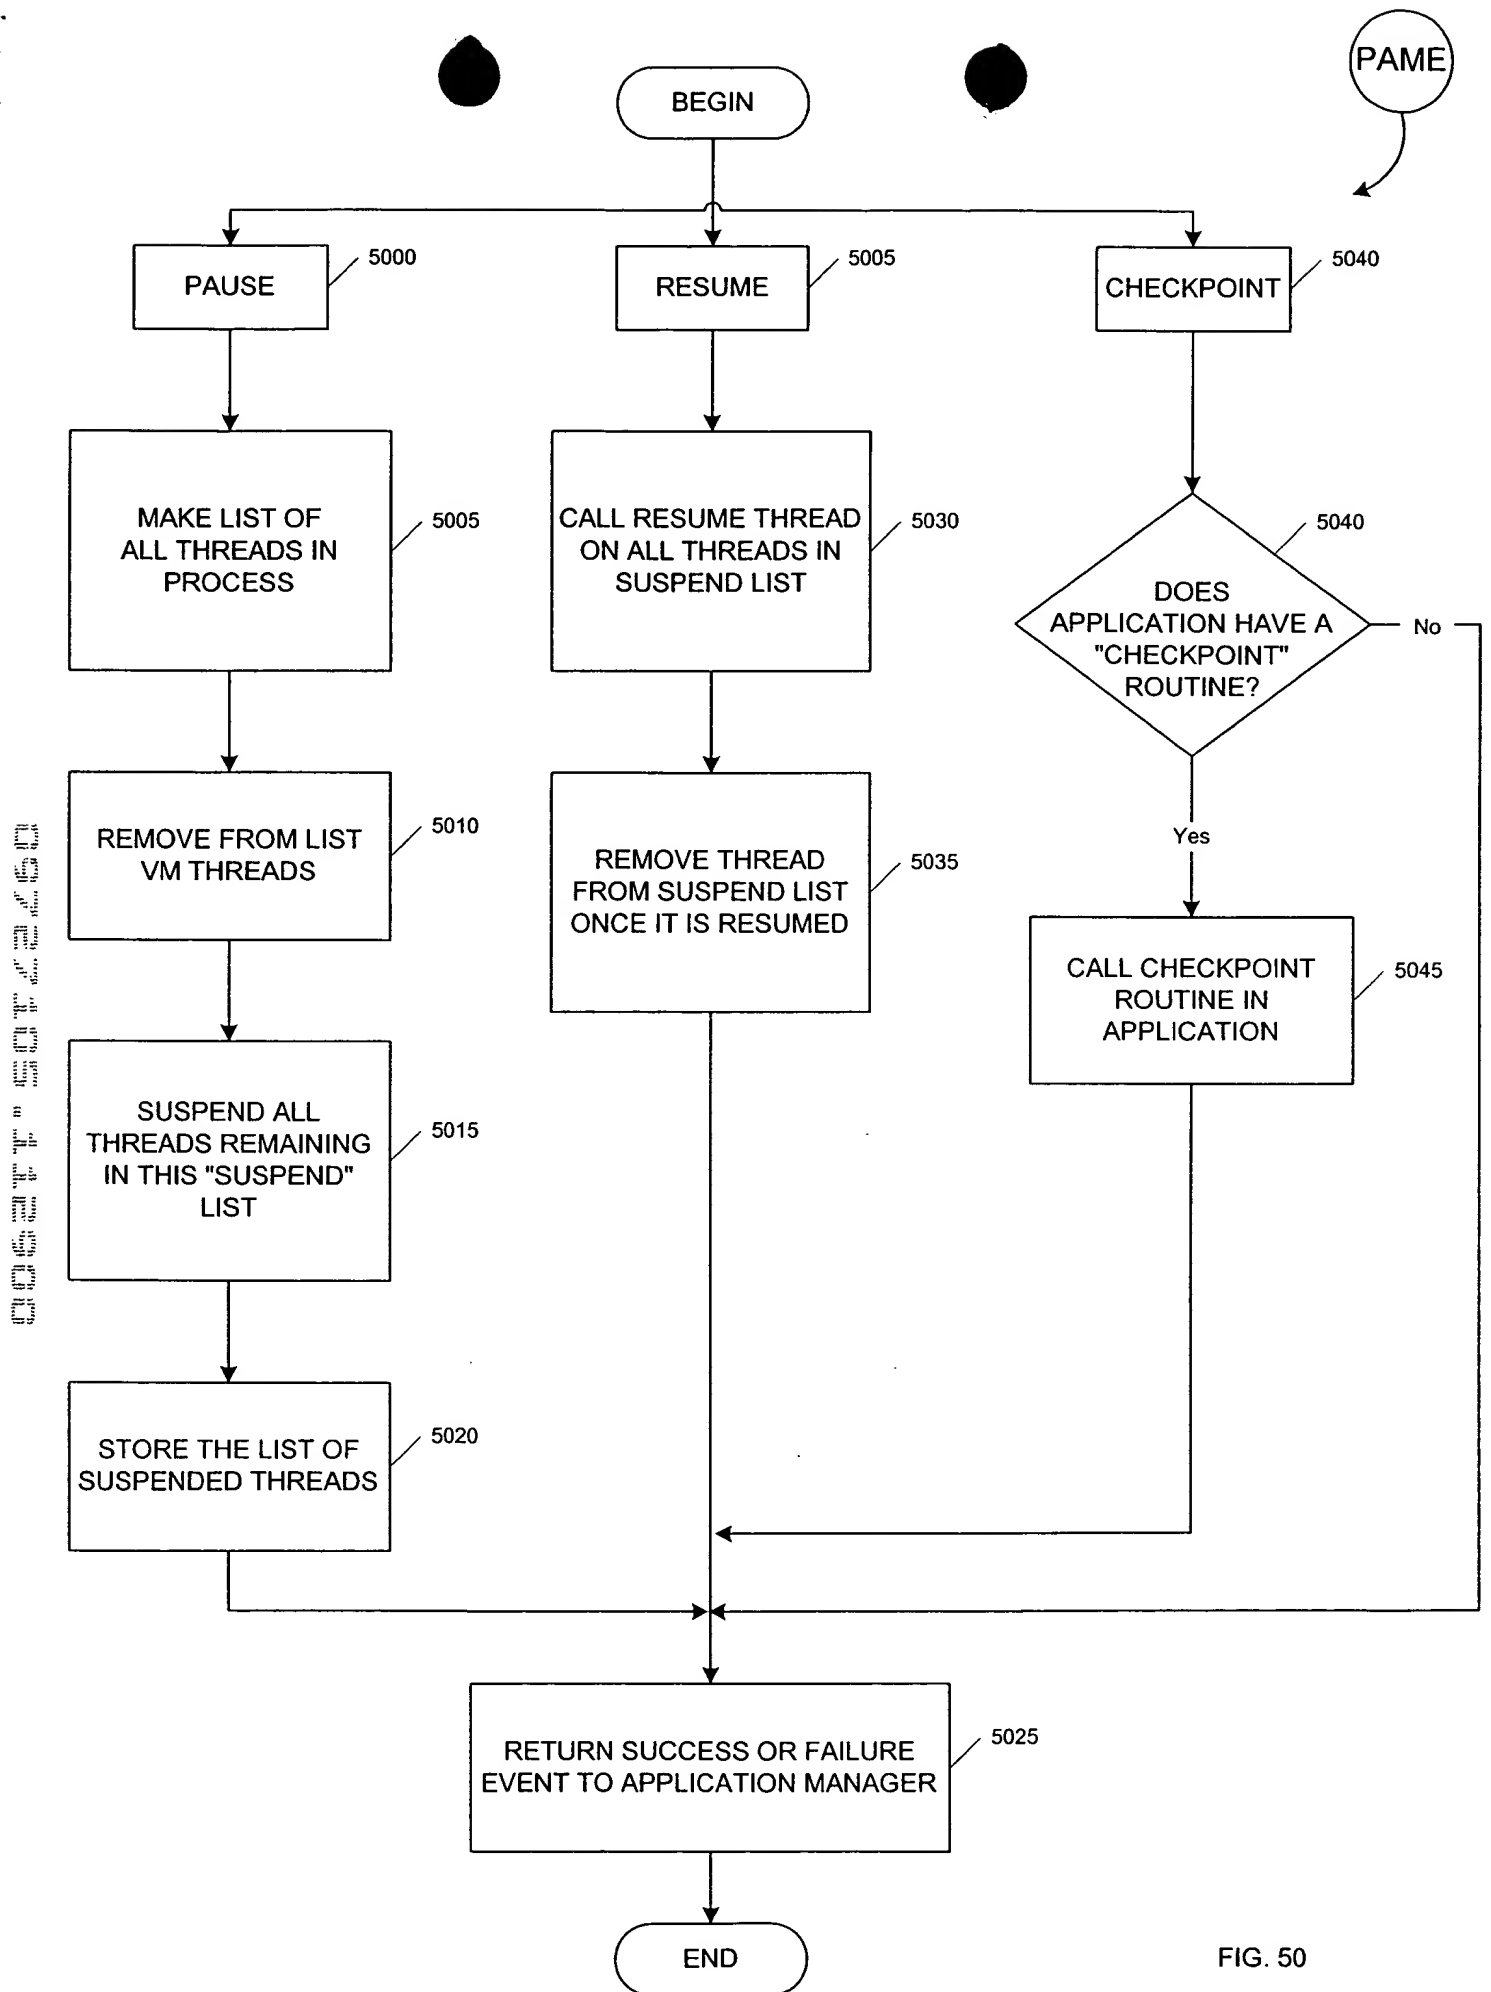 PAME
BEGIN
PAUSE
5000
RESUME
5005
CHECKPOINT
5040
MAKE LIST OF
ALL THREADS IN
PROCESS
5005
CALL RESUME THREAD
ON ALL THREADS IN
SUSPEND LIST
5030
DOES
APPLICATION HAVE A
"CHECKPOINT"
ROUTINE?
5040
No
Yes
REMOVE FROM LIST
VM THREADS
5010
REMOVE THREAD
FROM SUSPEND LIST
ONCE IT IS RESUMED
5035
CALL CHECKPOINT
ROUTINE IN
APPLICATION
5045
SUSPEND ALL
THREADS REMAINING
IN THIS "SUSPEND"
LIST
5015
STORE THE LIST OF
SUSPENDED THREADS
5020
RETURN SUCCESS OR FAILURE
EVENT TO APPLICATION MANAGER
5025
END
FIG. 50